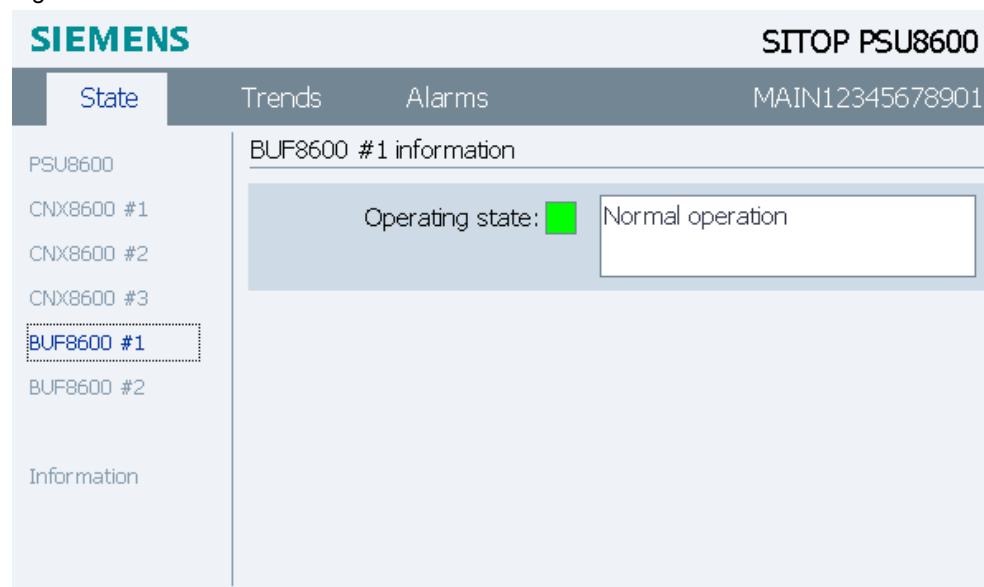 SIEMENS
SITOP PSU8600
State
Trends
Alarms
MAIN12345678901
PSU8600
CNX8600 #1
CNX8600 #2
CNX8600 #3
BUF8600 #1
BUF8600 #2
Information
BUF8600 #1 information
Operating state:
Normal operation